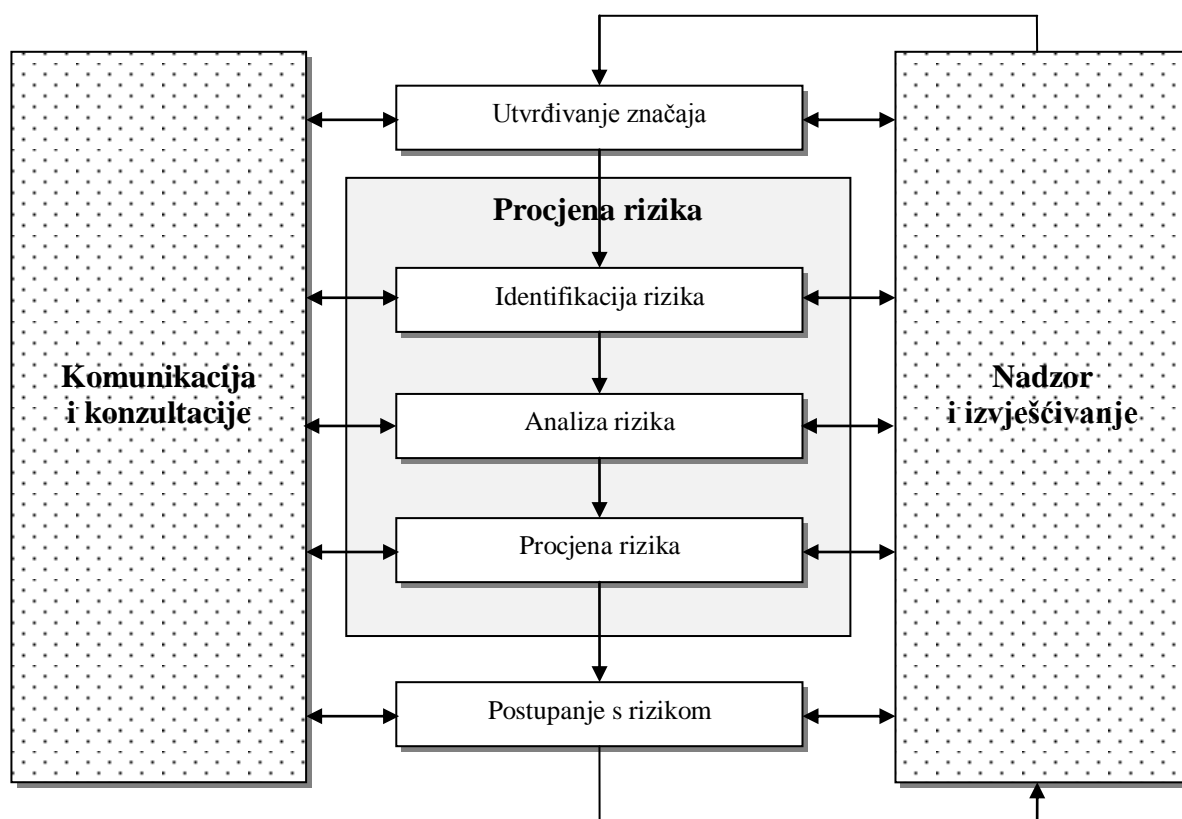 Utvrđivanje značaja
Procjena rizika
Identifikacija rizika
Komunikacija
i konzultacije
Analiza rizika
Nadzor
i izvješćivanje
Procjena rizika
Postupanje s rizikom